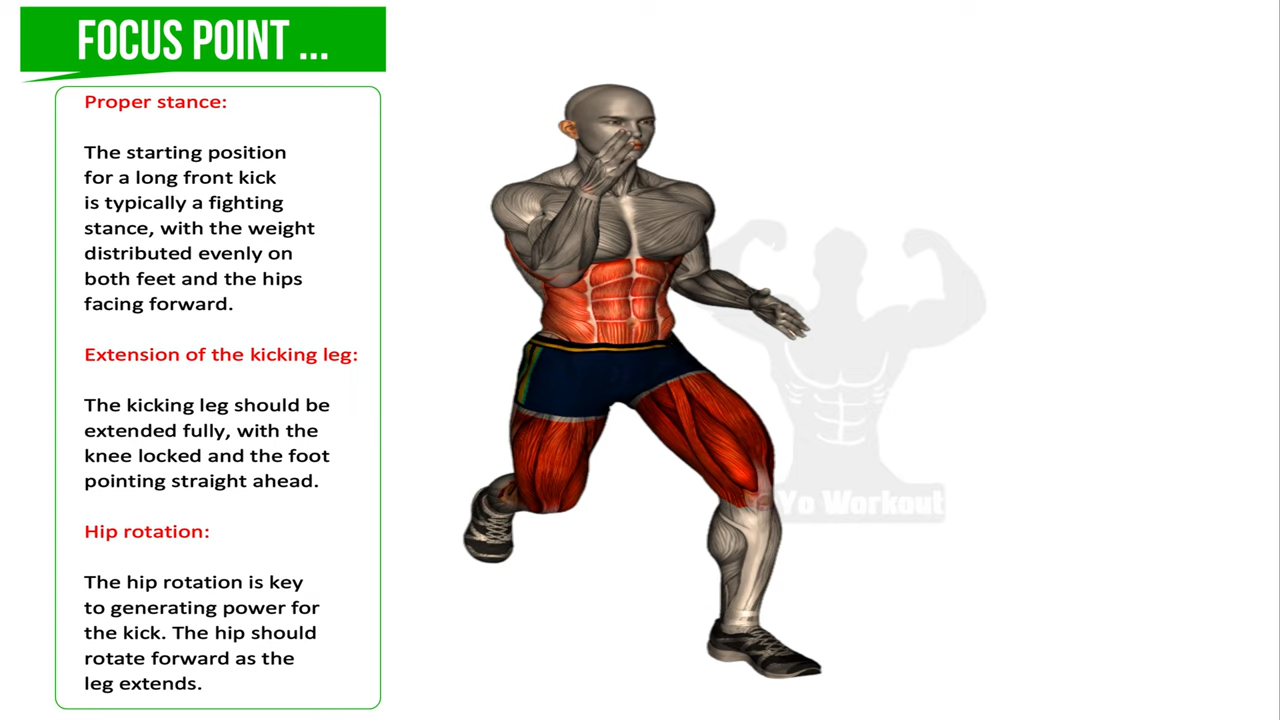 FOCUS POINT ...
Proper stance:
The starting position
for a long front kick
is typically a fighting
stance, with the weight
distributed evenly on
both feet and the hips
facing forward.
Extension of the kicking leg:
The kicking leg should be
extended fully, with the
knee locked and the foot
pointing straight ahead.
Hip rotation:
The hip rotation is key
to generating power for
the kick. The hip should
rotate forward as the
leg extends.
Yo Workout